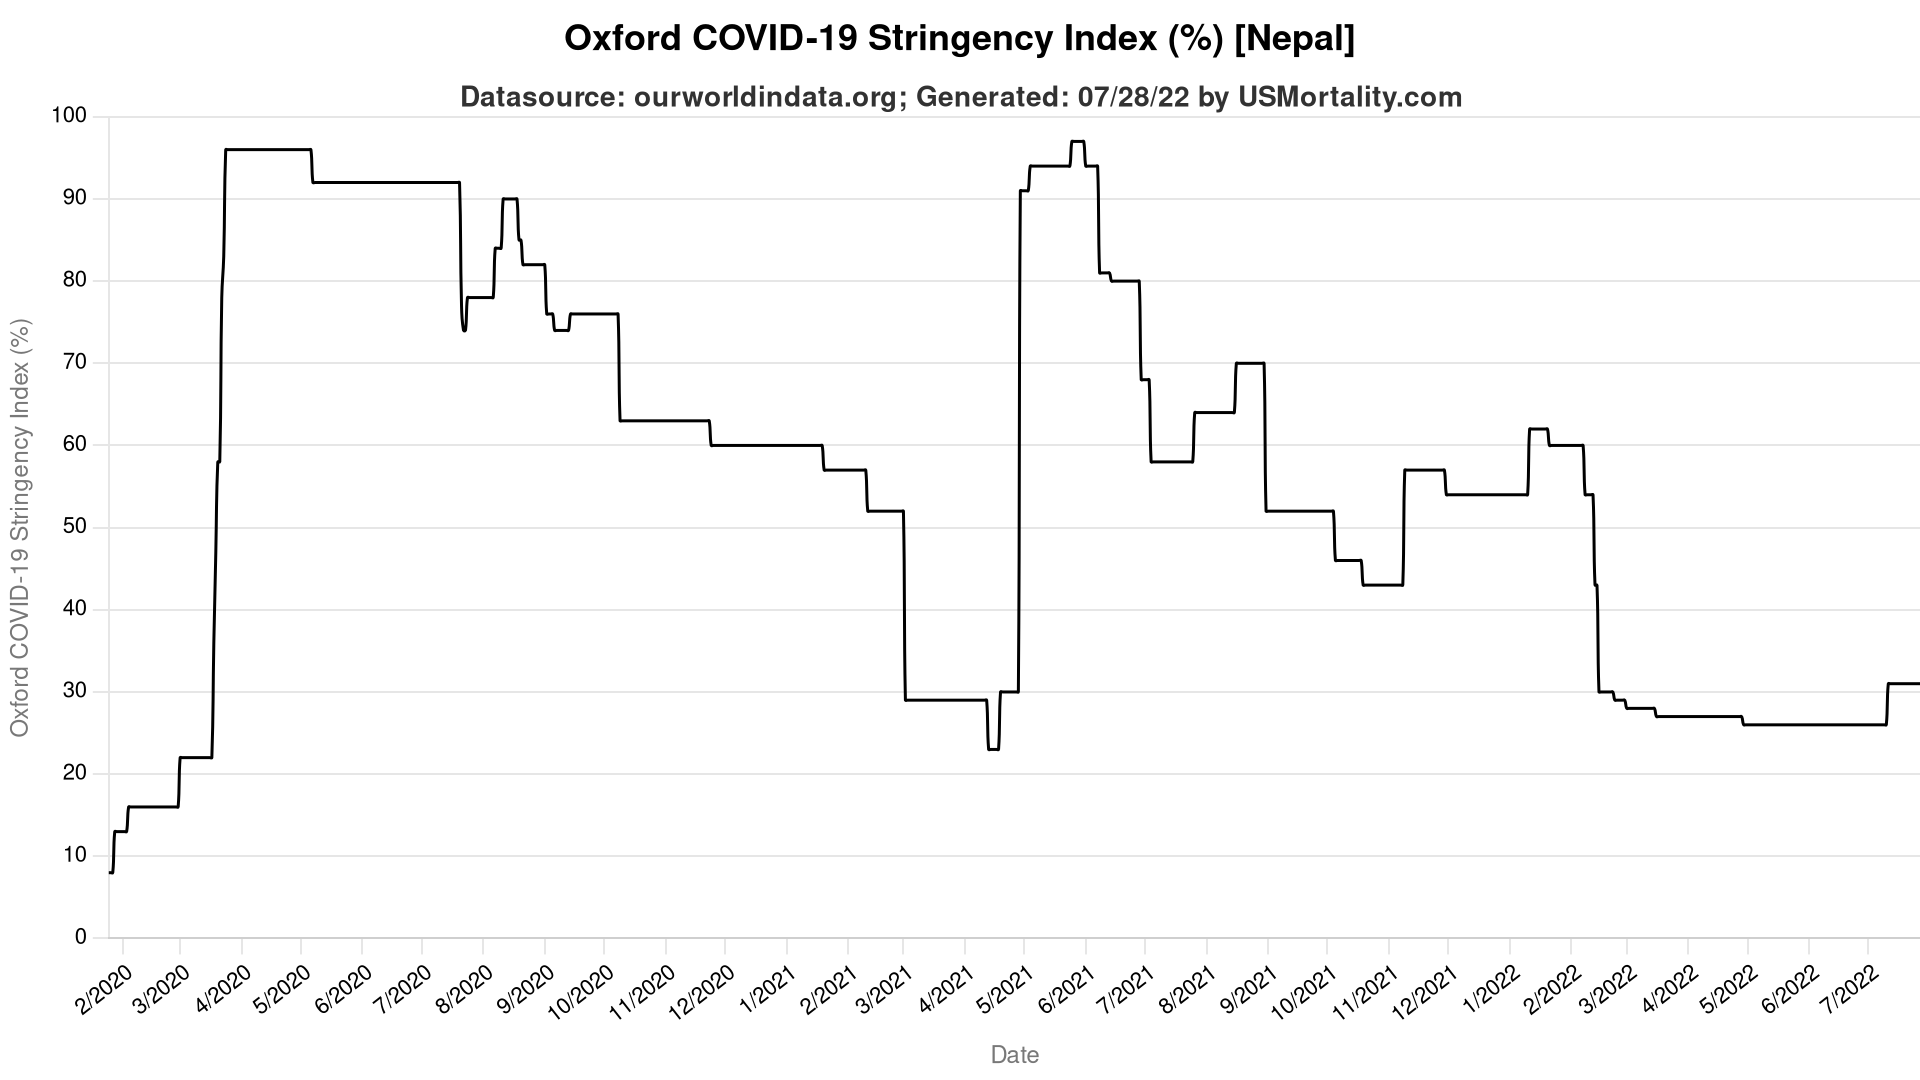 Oxford COVID-19 Stringency Index (%) [Nepal]
Datasource: ourworldindata.org; Generated: 07/28/22 by USMortality.com
Oxford COVID-19 Stringency Index (%)
100
90
80
70
60
50
40
30
20
10
0
2/2020 3/2020 4/2020 5/2020 6/2020 7/2020 8/2020 9/2020 10/2020 11/2020 12/2020 1/2021 2/2021 3/2021 4/2021 5/2021 6/2021 7/2021 8/2021 9/2021 10/2021 11/2021 12/2021 1/2022 2/2022 3/2022 4/2022 5/2022 6/2022 7/2022
Date